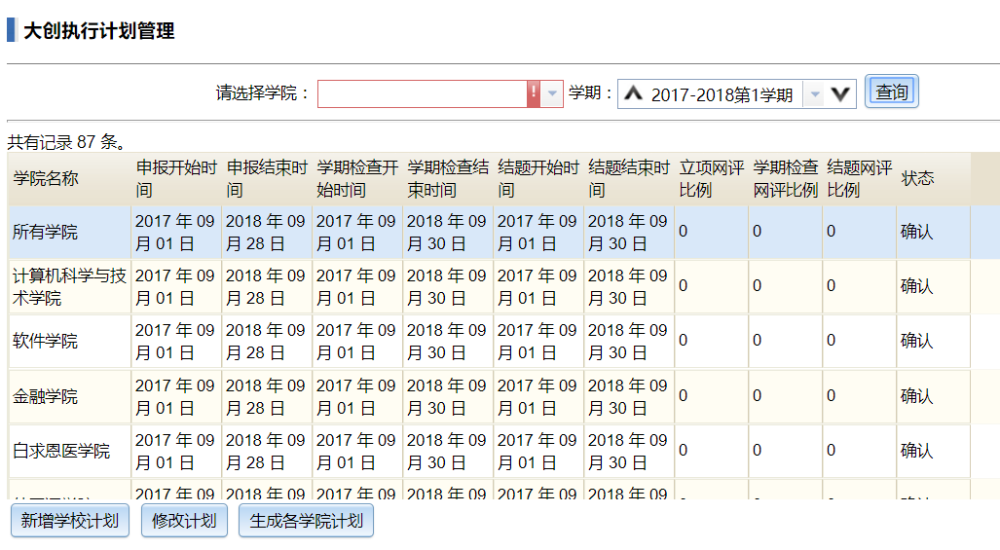 大创执行计划管理
请选择学院： ! 学期： 2017-2018第1学期 查询
共有记录 87 条。
学院名称 申报开始时间 申报结束时间 学期检查开始时间 学期检查结束时间 结题开始时间 结题结束时间 立项网评比例 学期检查网评比例 结题网评比例 状态
所有学院 2017 年 09 月 01 日 2018 年 09 月 28 日 2017 年 09 月 01 日 2018 年 09 月 30 日 2017 年 09 月 01 日 2018 年 09 月 30 日 0 0 0 确认
计算机科学与技术学院 2017 年 09 月 01 日 2018 年 09 月 28 日 2017 年 09 月 01 日 2018 年 09 月 30 日 2017 年 09 月 01 日 2018 年 09 月 30 日 0 0 0 确认
软件学院 2017 年 09 月 01 日 2018 年 09 月 28 日 2017 年 09 月 01 日 2018 年 09 月 30 日 2017 年 09 月 01 日 2018 年 09 月 30 日 0 0 0 确认
金融学院 2017 年 09 月 01 日 2018 年 09 月 28 日 2017 年 09 月 01 日 2018 年 09 月 30 日 2017 年 09 月 01 日 2018 年 09 月 30 日 0 0 0 确认
白求恩医学院 2017 年 09 月 01 日 2018 年 09 月 28 日 2017 年 09 月 01 日 2018 年 09 月 30 日 2017 年 09 月 01 日 2018 年 09 月 30 日 0 0 0 确认
2017 年 09 2018 年 09 2017 年 09 2018 年 09 2017 年 09 2018 年 09
新增学校计划 修改计划 生成各学院计划